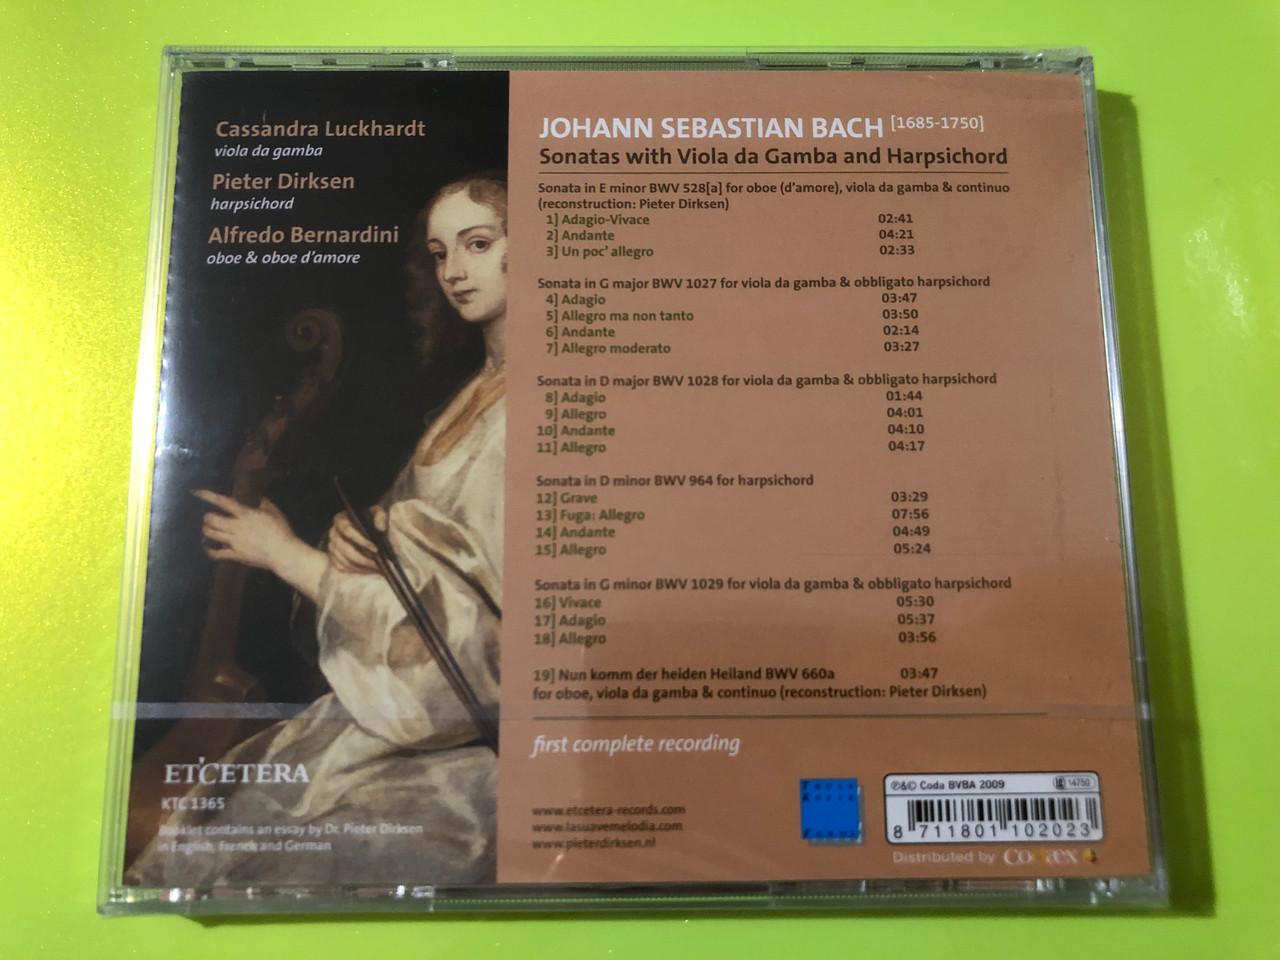 Cassandra Luckhardt
viola da gamba
Pieter Dirksen
harpsichord
Alfredo Bernardini
oboe & oboe d'amore
ET'CETERA
KTC 1365
Booklet contains an essay by Dr. Pieter Dirksen
in English, French and German
JOHANN SEBASTIAN BACH [1685-1750]
Sonatas with Viola da Gamba and Harpsichord
Sonata in E minor BWV 528[a] for oboe (d'amore), viola da gamba & continuo
(reconstruction: Pieter Dirksen)
1] Adagio-Vivace 02:41
2] Andante 04:21
3] Un poc' allegro 02:33
Sonata in G major BWV 1027 for viola da gamba & obbligato harpsichord
4] Adagio 03:47
5] Allegro ma non tanto 03:50
6] Andante 02:14
7] Allegro moderato 03:27
Sonata in D major BWV 1028 for viola da gamba & obbligato harpsichord
8] Adagio 01:44
9] Allegro 04:01
10] Andante 04:10
11] Allegro 04:17
Sonata in D minor BWV 964 for harpsichord
12] Grave 03:29
13] Fuga: Allegro 07:56
14] Andante 04:49
15] Allegro 05:24
Sonata in G minor BWV 1029 for viola da gamba & obbligato harpsichord
16] Vivace 05:30
17] Adagio 05:37
18] Allegro 03:56
19] Nun komm der heiden Heiland BWV 660a 03:47
for oboe, viola da gamba & continuo (reconstruction: Pieter Dirksen)
first complete recording
www.etcetera-records.com
www.lasuavemelodia.com
www.pieterdirksen.nl
℗&© Coda BVBA 2009
14750
8 711801 102023
Distributed by Codaex